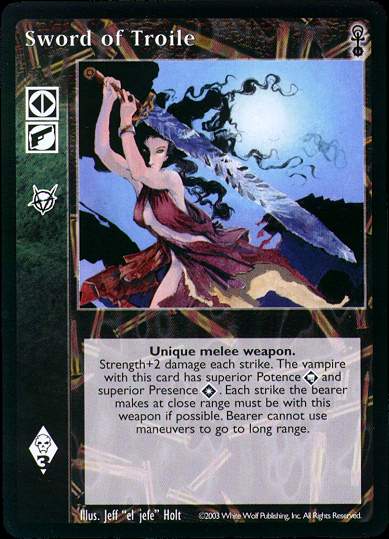 Sword of Troile
Unique melee weapon.
Strength+2 damage each strike. The vampire
with this card has superior Potence and
superior Presence . Each strike the bearer
makes at close range must be with this
weapon if possible. Bearer cannot use
maneuvers to go to long range.
3
Illus. Jeff "el jefe" Holt
©2003 White Wolf Publishing, Inc. All Rights Reserved.